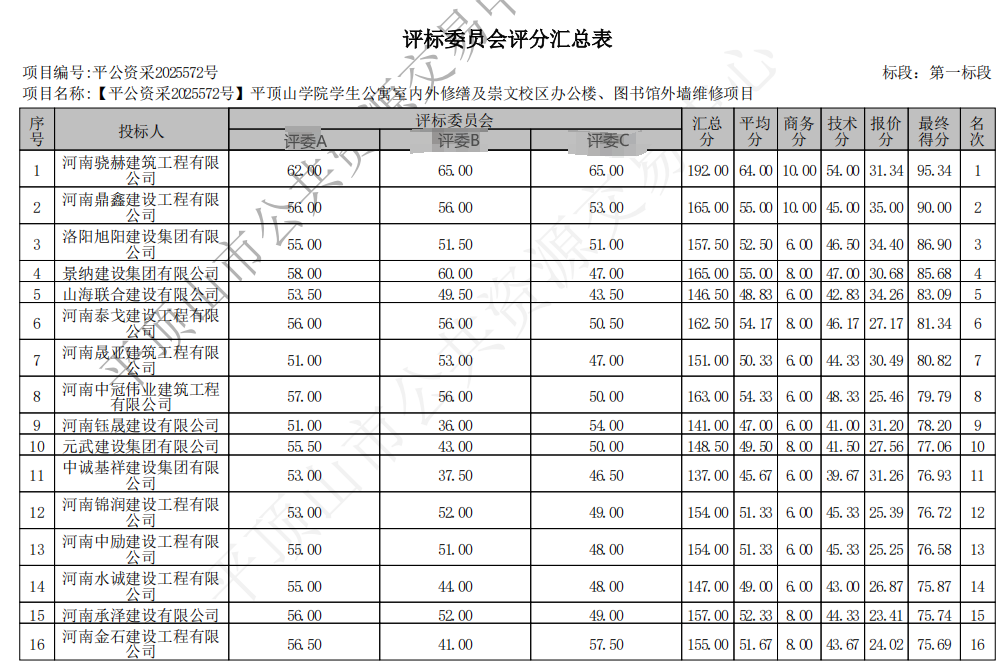 评标委员会评分汇总表
项目编号:平公资采2025572号 标段：第一标段
项目名称:【平公资采2025572号】平顶山学院学生公寓室内外修缮及崇文校区办公楼、图书馆外墙维修项目
序号 投标人 评标委员会 汇总分 平均分 商务分 技术分 报价分 最终得分 名次
评委A 评委B 评委C
1 河南骁赫建筑工程有限公司 62.00 65.00 65.00 192.00 64.00 10.00 54.00 31.34 95.34 1
2 河南鼎鑫建设工程有限公司 56.00 56.00 53.00 165.00 55.00 10.00 45.00 35.00 90.00 2
3 洛阳旭阳建设集团有限公司 55.00 51.50 51.00 157.50 52.50 6.00 46.50 34.40 86.90 3
4 景纳建设集团有限公司 58.00 60.00 47.00 165.00 55.00 8.00 47.00 30.68 85.68 4
5 山海联合建设有限公司 53.50 49.50 43.50 146.50 48.83 6.00 42.83 34.26 83.09 5
6 河南泰戈建设工程有限公司 56.00 56.00 50.50 162.50 54.17 8.00 46.17 27.17 81.34 6
7 河南晟亚建筑工程有限公司 51.00 53.00 47.00 151.00 50.33 6.00 44.33 30.49 80.82 7
8 河南中冠伟业建筑工程有限公司 57.00 56.00 50.00 163.00 54.33 6.00 48.33 25.46 79.79 8
9 河南钰晟建设有限公司 51.00 36.00 54.00 141.00 47.00 6.00 41.00 31.20 78.20 9
10 元武建设集团有限公司 55.50 43.00 50.00 148.50 49.50 8.00 41.50 27.56 77.06 10
11 中诚基祥建设集团有限公司 53.00 37.50 46.50 137.00 45.67 6.00 39.67 31.26 76.93 11
12 河南锦润建设工程有限公司 53.00 52.00 49.00 154.00 51.33 6.00 45.33 25.39 76.72 12
13 河南中励建设工程有限公司 55.00 51.00 48.00 154.00 51.33 6.00 45.33 25.25 76.58 13
14 河南水诚建设工程有限公司 55.00 44.00 48.00 147.00 49.00 6.00 43.00 26.87 75.87 14
15 河南承泽建设有限公司 56.00 52.00 49.00 157.00 52.33 8.00 44.33 23.41 75.74 15
16 河南金石建设工程有限公司 56.50 41.00 57.50 155.00 51.67 8.00 43.67 24.02 75.69 16
平顶山市公共资源交易中
平顶山市公共资源交易中心